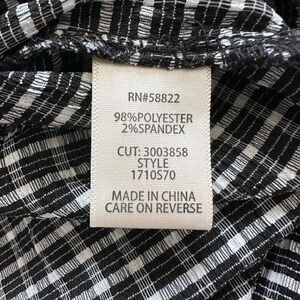 RN#58822
98%POLYESTER
2%SPANDEX
CUT: 3003858
STYLE
1710S70
MADE IN CHINA
CARE ON REVERSE